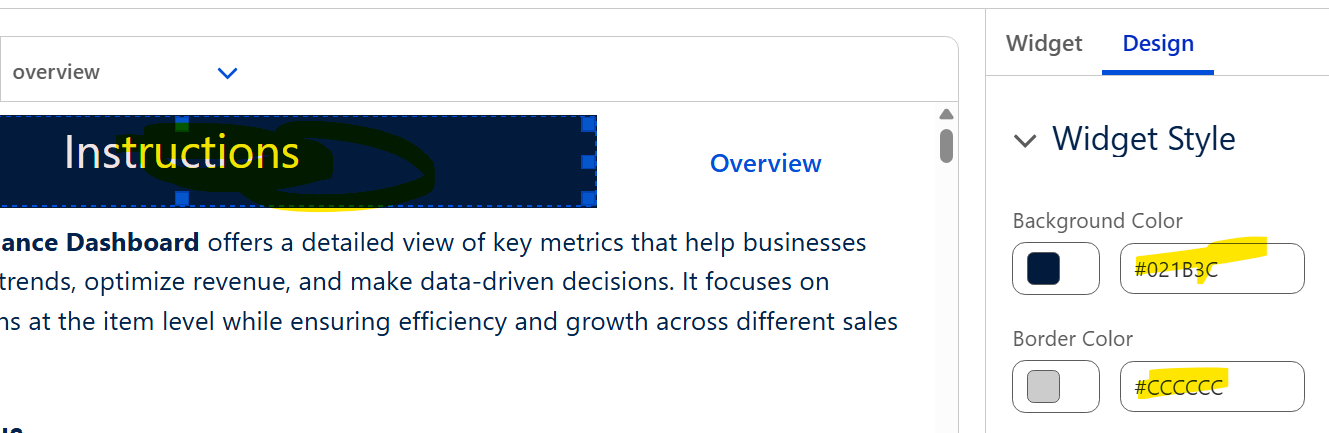 Widget Design
overview
Widget Style
Instructions
Overview
Background Color
#021B3C
ance Dashboard offers a detailed view of key metrics that help businesses
trends, optimize revenue, and make data-driven decisions. It focuses on
ns at the item level while ensuring efficiency and growth across different sales
Border Color
#CCCCCC